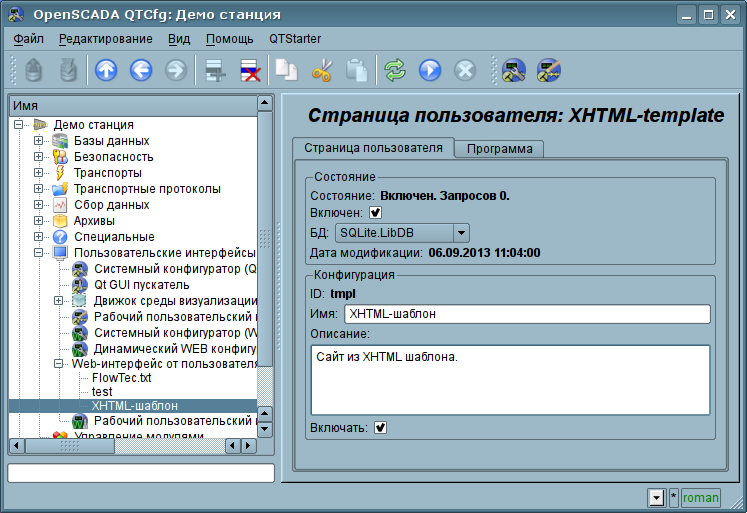 OpenSCADA QTCfg: Демо станция
Файл Редактирование Вид Помощь QTStarter
Имя
Демо станция
Базы данных
Безопасность
Транспорты
Транспортные протоколы
Сбор данных
Архивы
Специальные
Пользовательские интерфейсы
Системный конфигуратор (Q
Qt GUI пускатель
Движок среды визуализации
Рабочий пользовательский и
Системный конфигуратор (W
Динамический WEB конфигу
Web-интерфейс от пользователя
FlowTec.txt
test
XHTML-шаблон
Рабочий пользовательский и
Управление модулями
Страница пользователя: XHTML-template
Страница пользователя Программа
Состояние
Состояние: Включен. Запросов 0.
Включен:
БД: SQLite.LibDB
Дата модификации: 06.09.2013 11:04:00
Конфигурация
ID: tmpl
Имя: XHTML-шаблон
Описание:
Сайт из XHTML шаблона.
Включать:
* roman